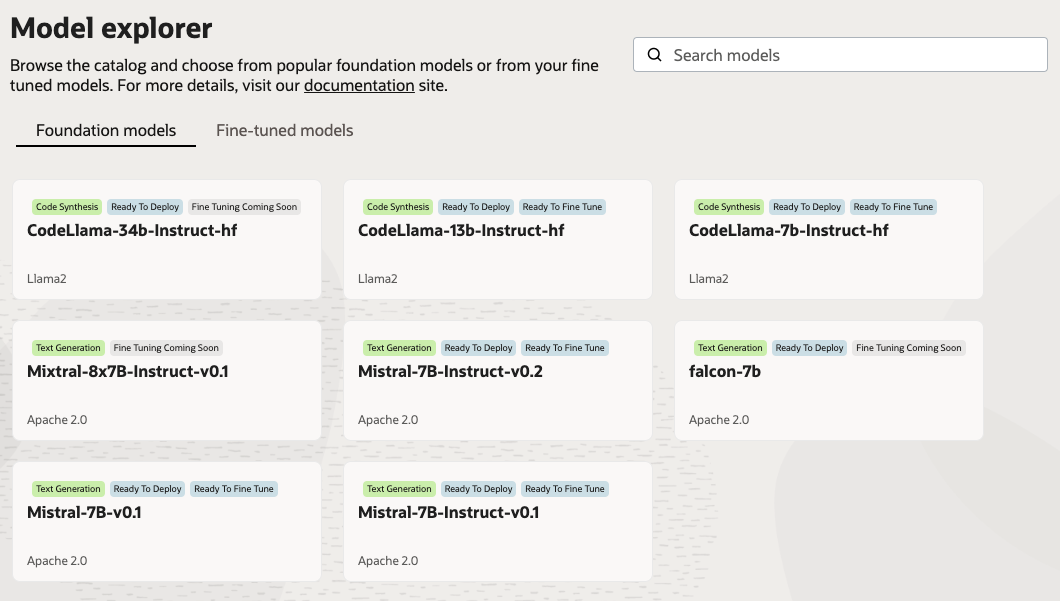 Model explorer
Browse the catalog and choose from popular foundation models or from your fine
tuned models. For more details, visit our documentation site.
Search models
Foundation models
Fine-tuned models
Code Synthesis Ready To Deploy Fine Tuning Coming Soon
CodeLlama-34b-Instruct-hf
Llama2
Code Synthesis Ready To Deploy Ready To Fine Tune
CodeLlama-13b-Instruct-hf
Llama2
Code Synthesis Ready To Deploy Ready To Fine Tune
CodeLlama-7b-Instruct-hf
Llama2
Text Generation Fine Tuning Coming Soon
Mixtral-8x7B-Instruct-v0.1
Apache 2.0
Text Generation Ready To Deploy Ready To Fine Tune
Mistral-7B-Instruct-v0.2
Apache 2.0
Text Generation Ready To Deploy Fine Tuning Coming Soon
falcon-7b
Apache 2.0
Text Generation Ready To Deploy Ready To Fine Tune
Mistral-7B-v0.1
Apache 2.0
Text Generation Ready To Deploy Ready To Fine Tune
Mistral-7B-Instruct-v0.1
Apache 2.0